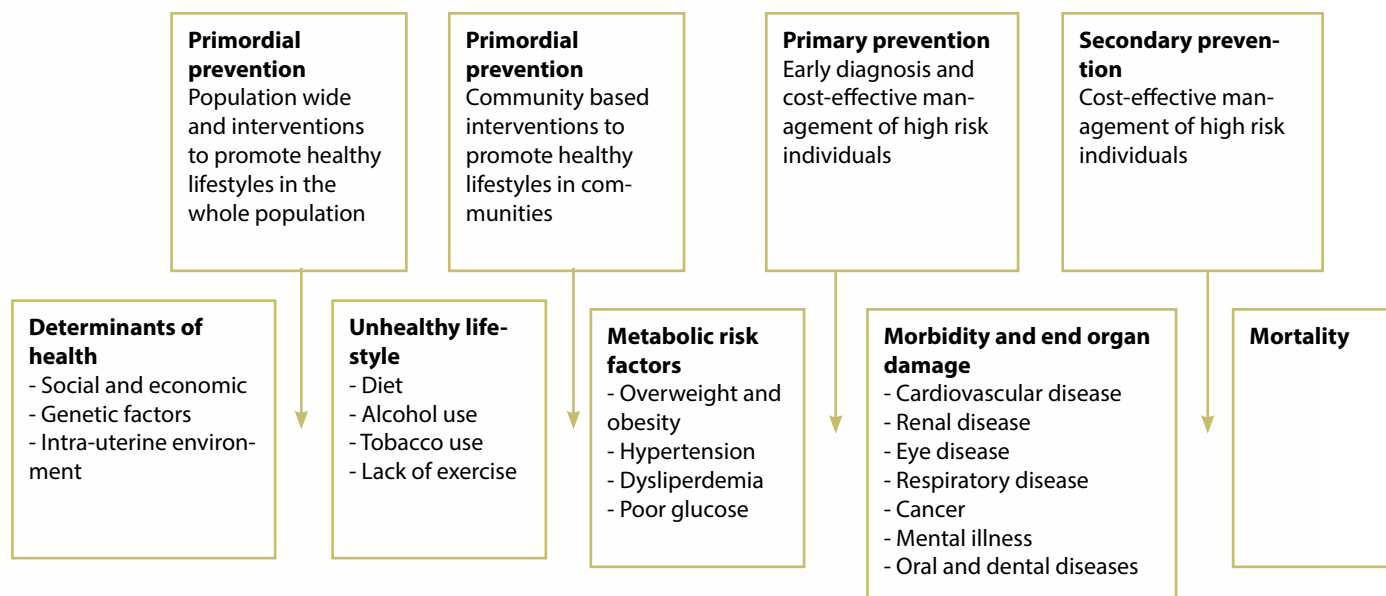 Primordial
prevention
Population wide
and interventions
to promote healthy
lifestyles in the
whole population
Primordial
prevention
Community based
interventions to
promote healthy
lifestyles in com-
munities
Primary prevention
Early diagnosis and
cost-effective man-
agement of high risk
individuals
Secondary preven-
tion
Cost-effective man-
agement of high risk
individuals
Determinants of
health
- Social and economic
- Genetic factors
- Intra-uterine environ-
ment
Unhealthy life-
style
- Diet
- Alcohol use
- Tobacco use
- Lack of exercise
Metabolic risk
factors
- Overweight and
obesity
- Hypertension
- Dysliperdemia
- Poor glucose
Morbidity and end organ
damage
- Cardiovascular disease
- Renal disease
- Eye disease
- Respiratory disease
- Cancer
- Mental illness
- Oral and dental diseases
Mortality